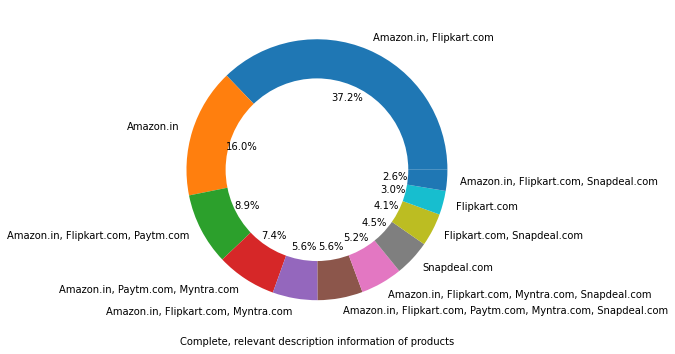 Amazon.in, Flipkart.com
37.2%
Amazon.in
16.0%
2.6%
Amazon.in, Flipkart.com, Snapdeal.com
3.0%
Flipkart.com
8.9%
4.1%
Amazon.in, Flipkart.com, Paytm.com
4.5%
Flipkart.com, Snapdeal.com
7.4%
5.2%
5.6%
5.6%
Snapdeal.com
Amazon.in, Paytm.com, Myntra.com
Amazon.in, Flipkart.com, Myntra.com, Snapdeal.com
Amazon.in, Flipkart.com, Myntra.com
Amazon.in, Flipkart.com, Paytm.com, Myntra.com, Snapdeal.com
Complete, relevant description information of products